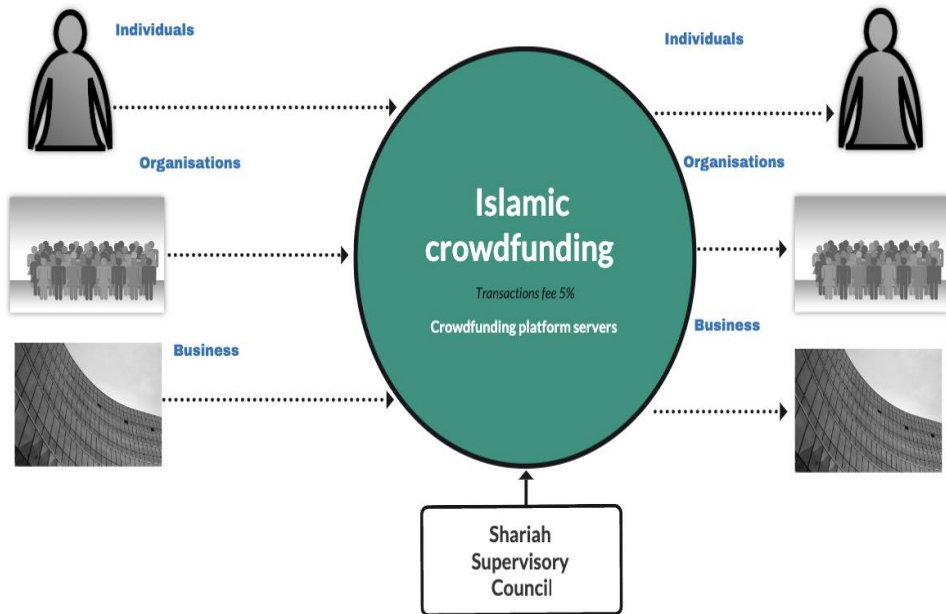 Individuals
Individuals
Organisations
Organisations
Islamic
crowdfunding
Transactions fee 5%
Crowdfunding platform servers
Business
Business
Shariah
Supervisory
Council